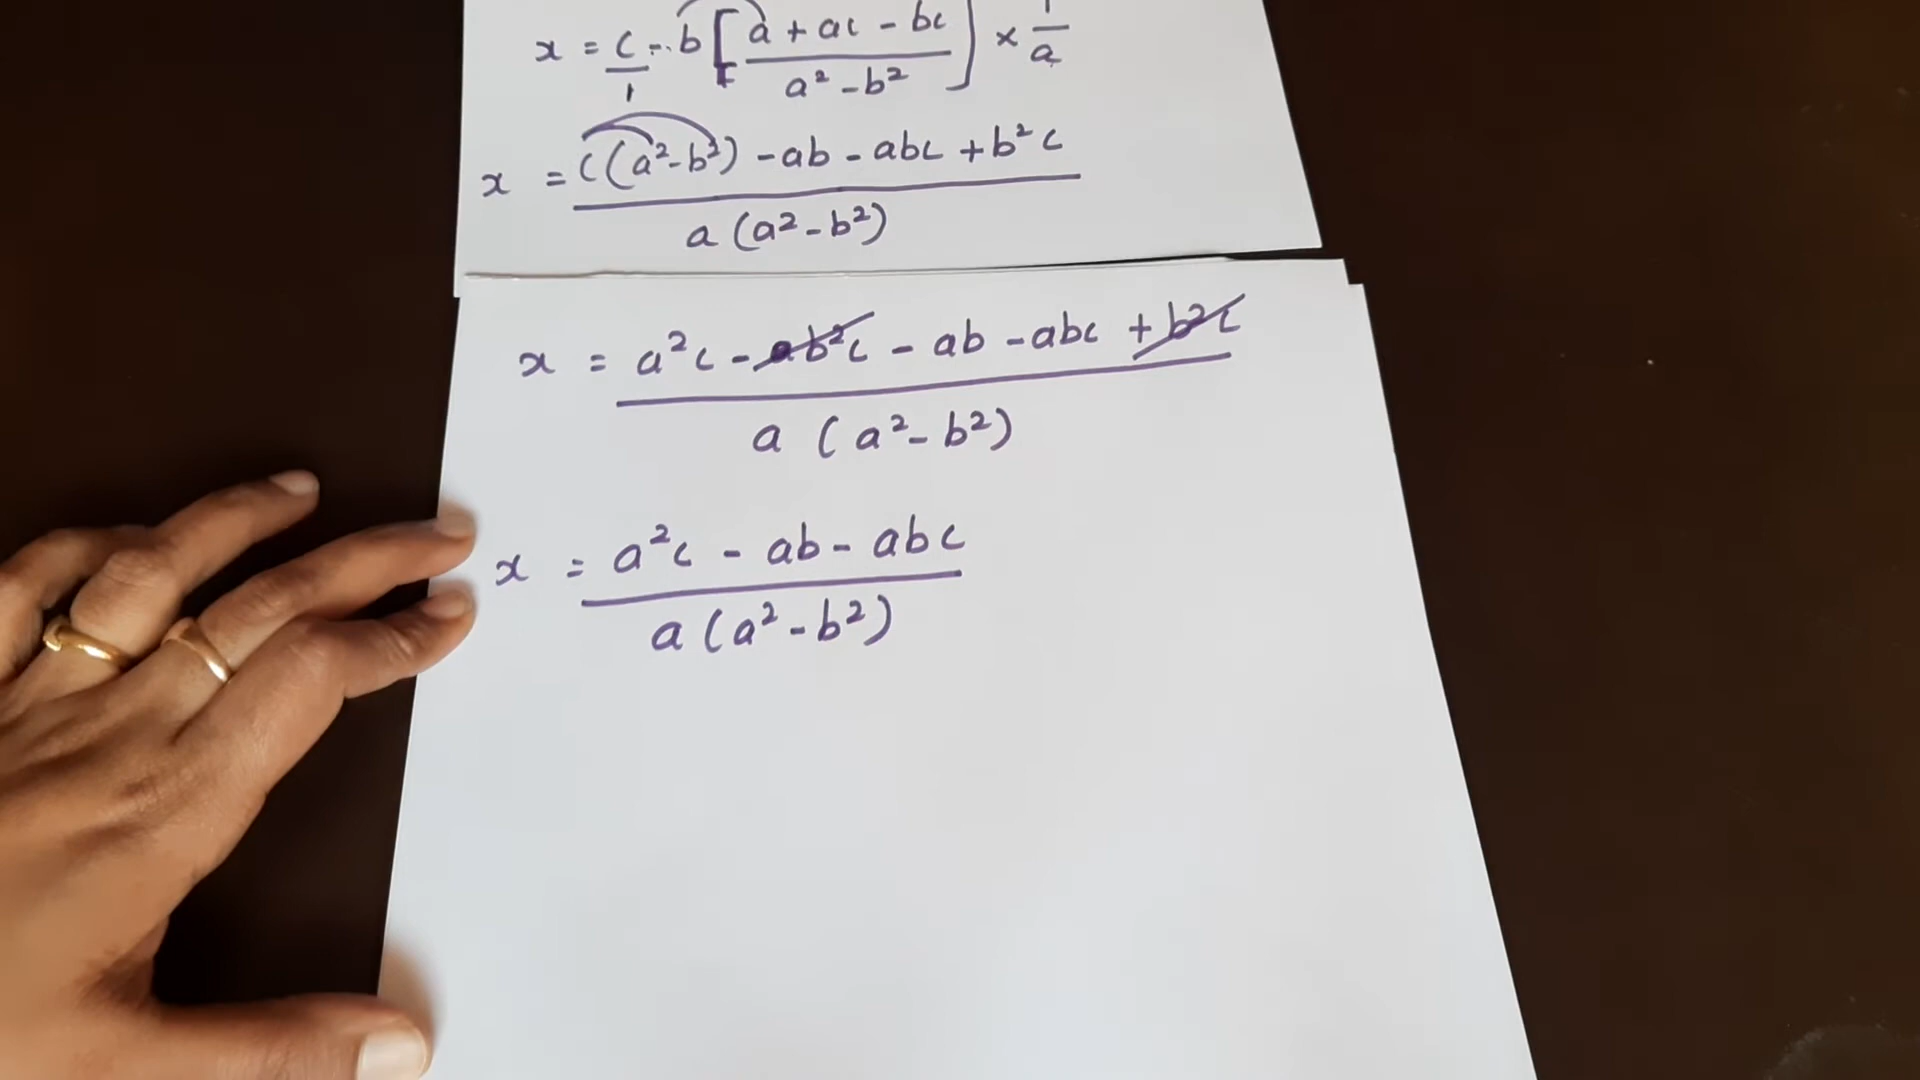 x = c/1 - b [ (a + ac - bc)/(a² - b²) ] × 1/a
x = (c(a² - b²) - ab - abc + b²c)/(a(a² - b²))
x = (a²c - b²c - ab - abc + b²c)/(a(a² - b²))
x = (a²c - ab - abc)/(a(a² - b²))